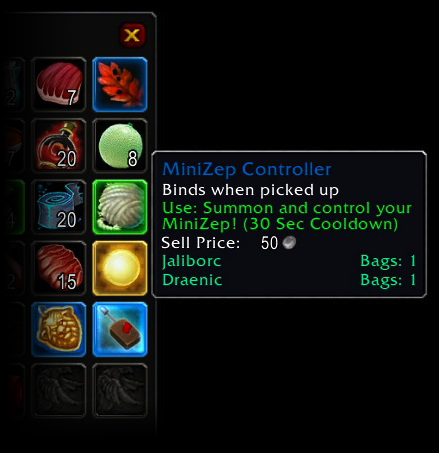 7
20
8
MiniZep Controller
Binds when picked up
Use: Summon and control your
MiniZep! (30 Sec Cooldown)
Sell Price: 50
Jaliborc Bags: 1
Draenic Bags: 1
20
15